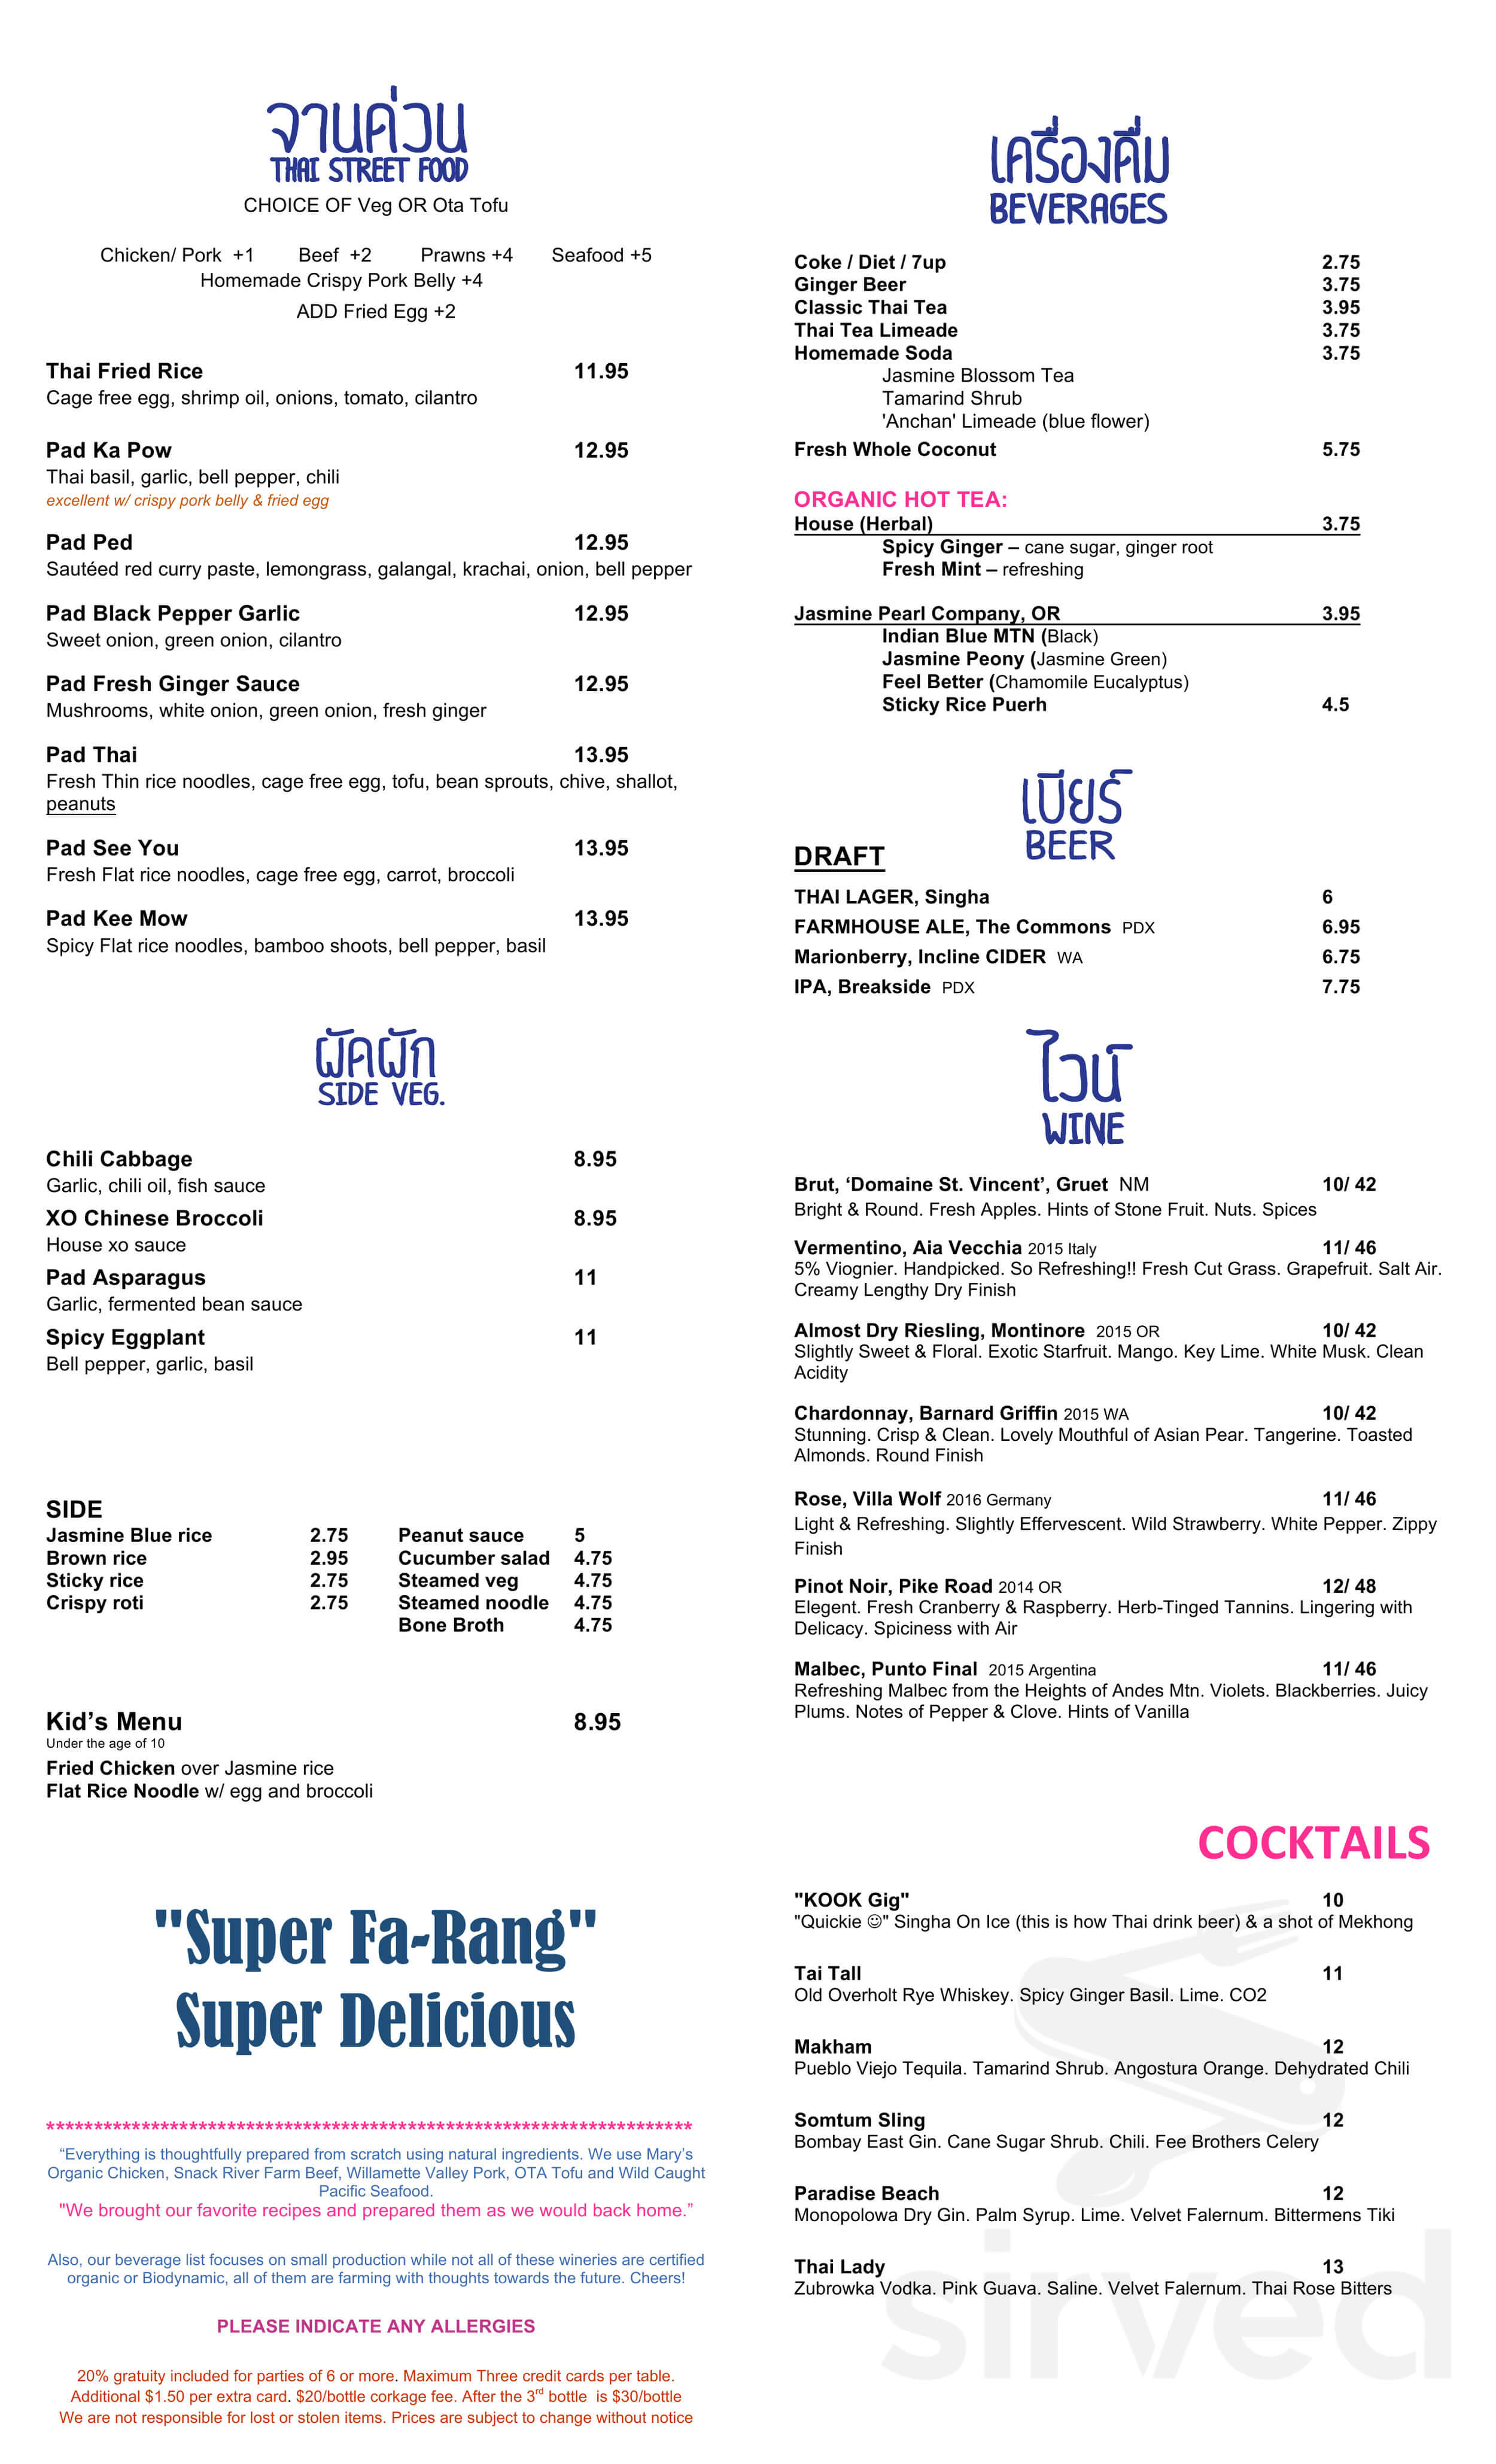 จานด่วน
THAI STREET FOOD
CHOICE OF Veg OR Ota Tofu
Chicken/ Pork +1 Beef +2 Prawns +4 Seafood +5
Homemade Crispy Pork Belly +4
ADD Fried Egg +2
Thai Fried Rice 11.95
Cage free egg, shrimp oil, onions, tomato, cilantro
Pad Ka Pow 12.95
Thai basil, garlic, bell pepper, chili
excellent w/ crispy pork belly & fried egg
Pad Ped 12.95
Sautéed red curry paste, lemongrass, galangal, krachai, onion, bell pepper
Pad Black Pepper Garlic 12.95
Sweet onion, green onion, cilantro
Pad Fresh Ginger Sauce 12.95
Mushrooms, white onion, green onion, fresh ginger
Pad Thai 13.95
Fresh Thin rice noodles, cage free egg, tofu, bean sprouts, chive, shallot,
peanuts
Pad See You 13.95
Fresh Flat rice noodles, cage free egg, carrot, broccoli
Pad Kee Mow 13.95
Spicy Flat rice noodles, bamboo shoots, bell pepper, basil
ผัดผัก
SIDE VEG.
Chili Cabbage 8.95
Garlic, chili oil, fish sauce
XO Chinese Broccoli 8.95
House xo sauce
Pad Asparagus 11
Garlic, fermented bean sauce
Spicy Eggplant 11
Bell pepper, garlic, basil
SIDE
Jasmine Blue rice 2.75 Peanut sauce 5
Brown rice 2.95 Cucumber salad 4.75
Sticky rice 2.75 Steamed veg 4.75
Crispy roti 2.75 Steamed noodle 4.75
Bone Broth 4.75
Kid’s Menu 8.95
Under the age of 10
Fried Chicken over Jasmine rice
Flat Rice Noodle w/ egg and broccoli
"Super Fa-Rang"
Super Delicious
********************************************************************
“Everything is thoughtfully prepared from scratch using natural ingredients. We use Mary’s
Organic Chicken, Snack River Farm Beef, Willamette Valley Pork, OTA Tofu and Wild Caught
Pacific Seafood.
"We brought our favorite recipes and prepared them as we would back home.”
Also, our beverage list focuses on small production while not all of these wineries are certified
organic or Biodynamic, all of them are farming with thoughts towards the future. Cheers!
PLEASE INDICATE ANY ALLERGIES
20% gratuity included for parties of 6 or more. Maximum Three credit cards per table.
Additional $1.50 per extra card. $20/bottle corkage fee. After the 3rd bottle is $30/bottle
We are not responsible for lost or stolen items. Prices are subject to change without notice
เครื่องดื่ม
BEVERAGES
Coke / Diet / 7up 2.75
Ginger Beer 3.75
Classic Thai Tea 3.95
Thai Tea Limeade 3.75
Homemade Soda 3.75
Jasmine Blossom Tea
Tamarind Shrub
'Anchan' Limeade (blue flower)
Fresh Whole Coconut 5.75
ORGANIC HOT TEA:
House (Herbal) 3.75
Spicy Ginger – cane sugar, ginger root
Fresh Mint – refreshing
Jasmine Pearl Company, OR 3.95
Indian Blue MTN (Black)
Jasmine Peony (Jasmine Green)
Feel Better (Chamomile Eucalyptus)
Sticky Rice Puerh 4.5
เบียร์
BEER
DRAFT
THAI LAGER, Singha 6
FARMHOUSE ALE, The Commons PDX 6.95
Marionberry, Incline CIDER WA 6.75
IPA, Breakside PDX 7.75
ไวน์
WINE
Brut, ‘Domaine St. Vincent’, Gruet NM 10/ 42
Bright & Round. Fresh Apples. Hints of Stone Fruit. Nuts. Spices
Vermentino, Aia Vecchia 2015 Italy 11/ 46
5% Viognier. Handpicked. So Refreshing!! Fresh Cut Grass. Grapefruit. Salt Air.
Creamy Lengthy Dry Finish
Almost Dry Riesling, Montinore 2015 OR 10/ 42
Slightly Sweet & Floral. Exotic Starfruit. Mango. Key Lime. White Musk. Clean
Acidity
Chardonnay, Barnard Griffin 2015 WA 10/ 42
Stunning. Crisp & Clean. Lovely Mouthful of Asian Pear. Tangerine. Toasted
Almonds. Round Finish
Rose, Villa Wolf 2016 Germany 11/ 46
Light & Refreshing. Slightly Effervescent. Wild Strawberry. White Pepper. Zippy
Finish
Pinot Noir, Pike Road 2014 OR 12/ 48
Elegent. Fresh Cranberry & Raspberry. Herb-Tinged Tannins. Lingering with
Delicacy. Spiciness with Air
Malbec, Punto Final 2015 Argentina 11/ 46
Refreshing Malbec from the Heights of Andes Mtn. Violets. Blackberries. Juicy
Plums. Notes of Pepper & Clove. Hints of Vanilla
COCKTAILS
"KOOK Gig" 10
"Quickie ☺" Singha On Ice (this is how Thai drink beer) & a shot of Mekhong
Tai Tall 11
Old Overholt Rye Whiskey. Spicy Ginger Basil. Lime. CO2
Makham 12
Pueblo Viejo Tequila. Tamarind Shrub. Angostura Orange. Dehydrated Chili
Somtum Sling 12
Bombay East Gin. Cane Sugar Shrub. Chili. Fee Brothers Celery
Paradise Beach 12
Monopolowa Dry Gin. Palm Syrup. Lime. Velvet Falernum. Bittermens Tiki
Thai Lady 13
Zubrowka Vodka. Pink Guava. Saline. Velvet Falernum. Thai Rose Bitters
sirved